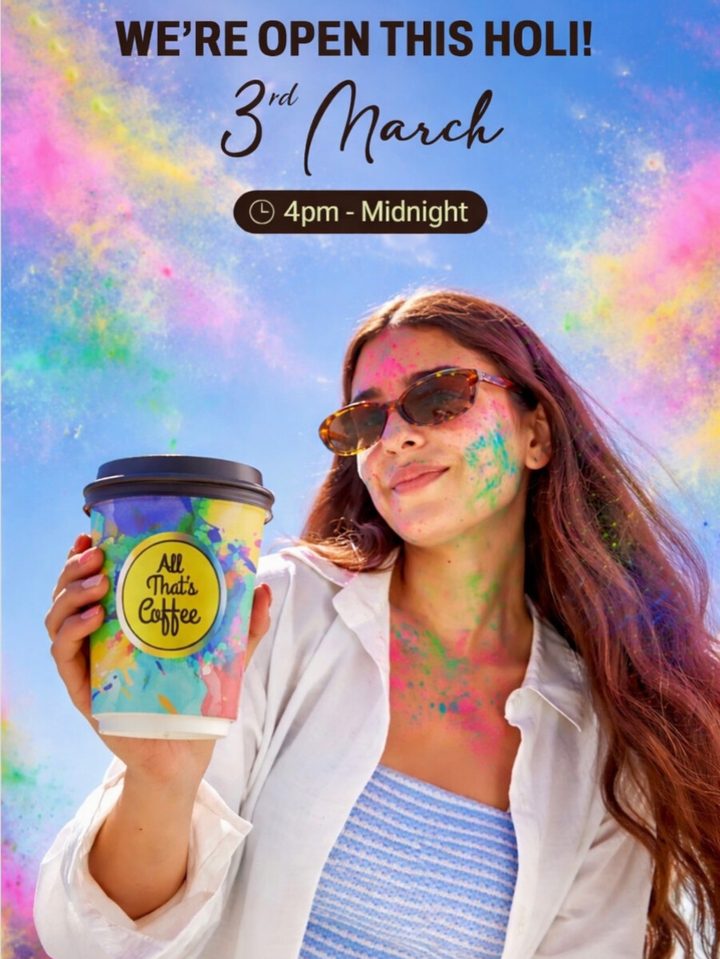 WE’RE OPEN THIS HOLI!
3rd March
4pm - Midnight
All
That's
Coffee